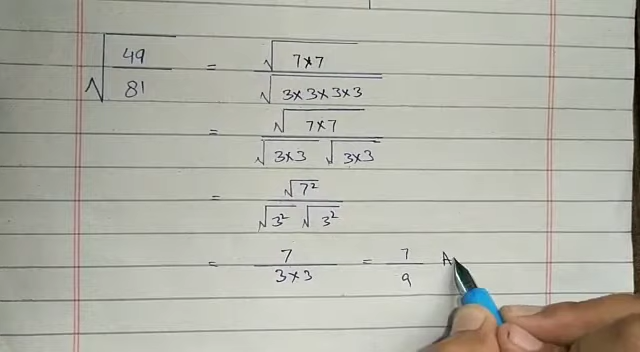 √(49/81) = √(7×7) / √(3×3×3×3)
= √(7×7) / √(3×3) √(3×3)
= √7² / √3² √3²
= 7 / 3×3 = 7/9 A